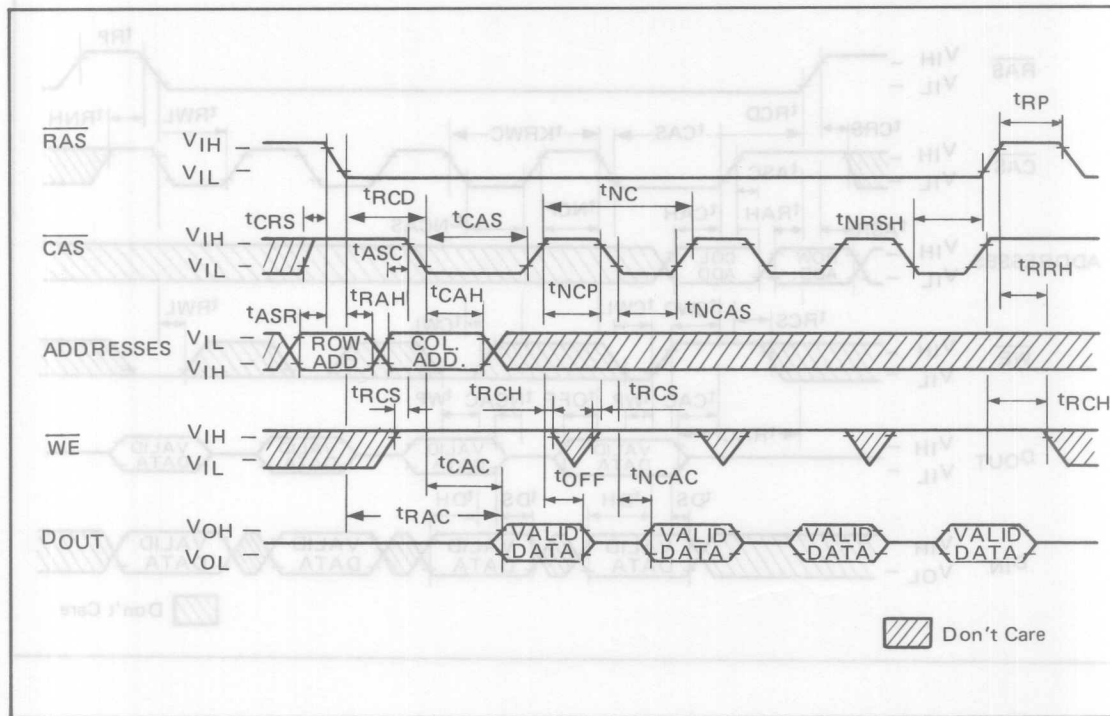 tRP
RAS
VIH
VIL
tRCD
tNC
tCRS
tCAS
tNRSH
CAS
VIH
VIL
tASC
tRRH
tRAH
tCAH
tNCP
tNCAS
tASR
ADDRESSES
VIL
VIH
ROW
ADD
COL.
ADD.
tRCS
tRCH
tRCS
tRCH
WE
VIH
VIL
tCAC
tOFF
tNCAC
tRAC
DOUT
VOH
VOL
VALID
DATA
VALID
DATA
VALID
DATA
VALID
DATA
Don't Care